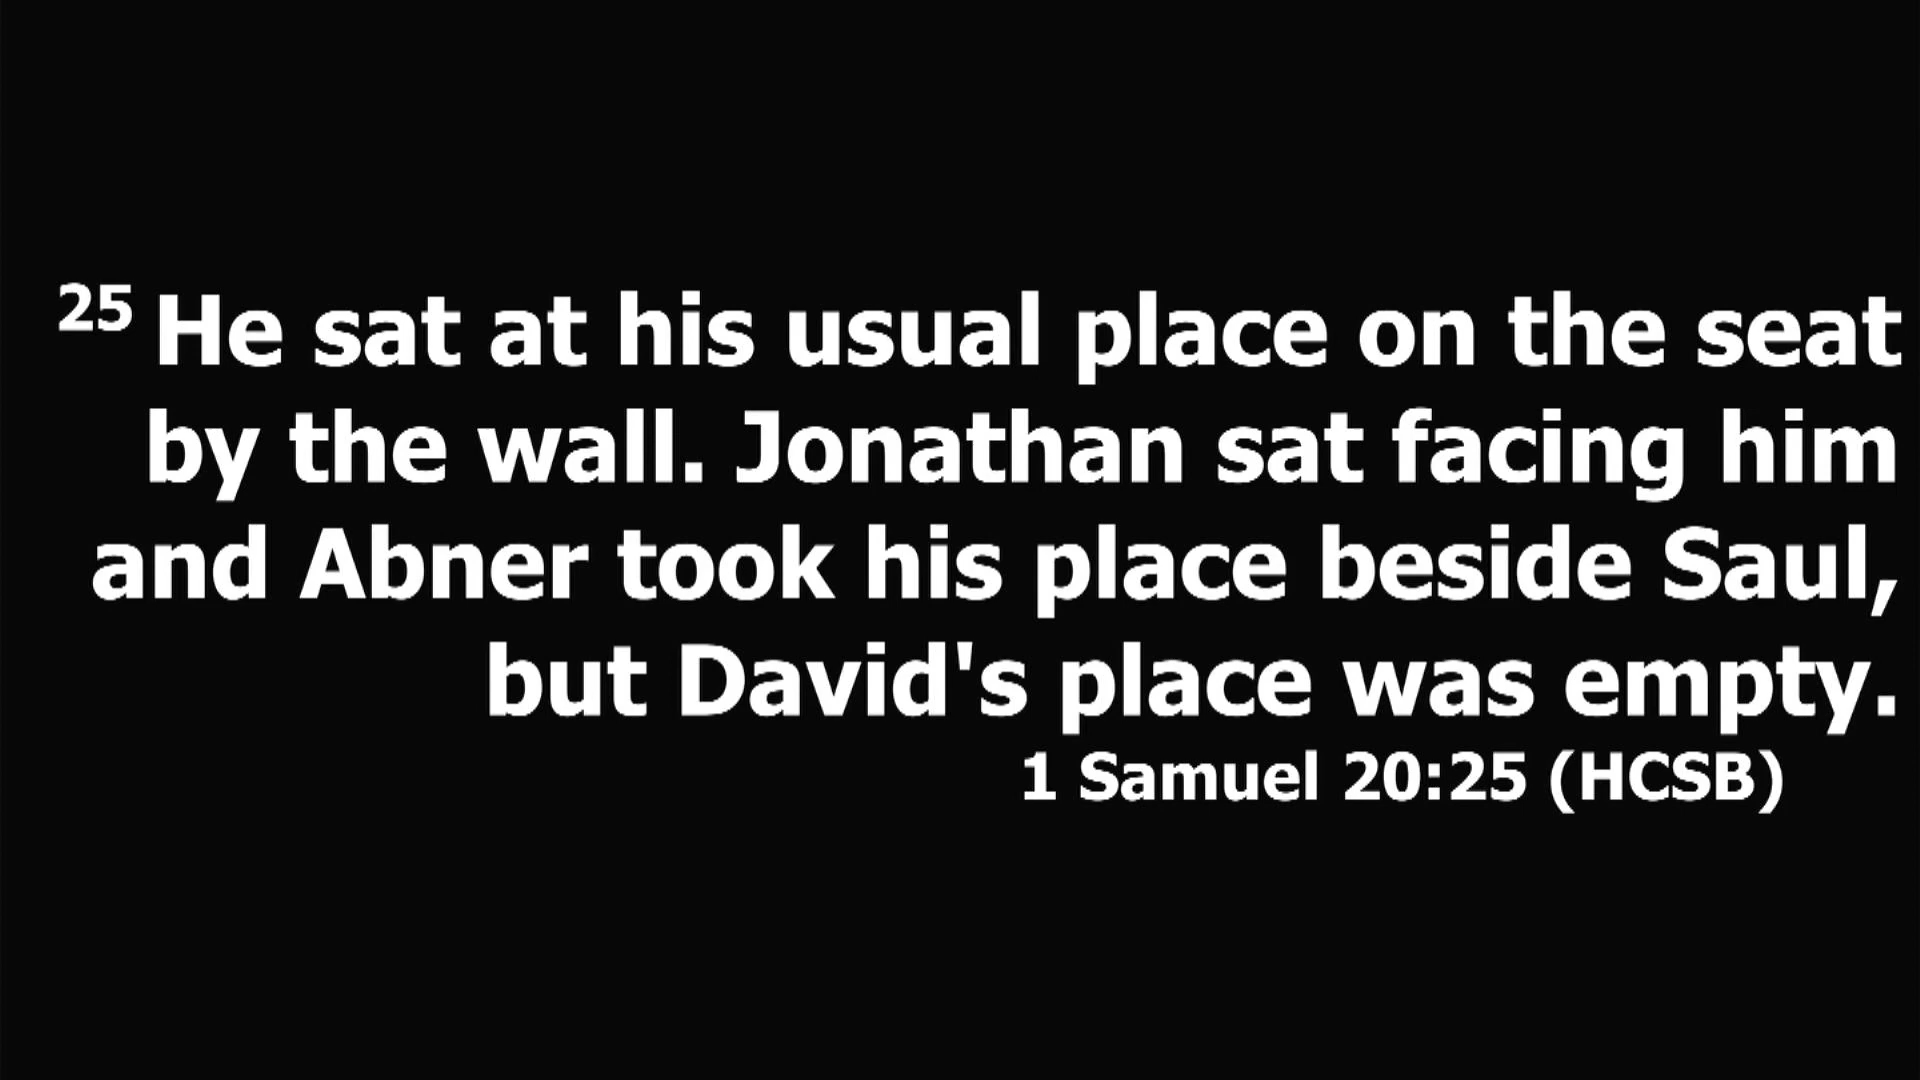 25 He sat at his usual place on the seat
by the wall. Jonathan sat facing him
and Abner took his place beside Saul,
but David's place was empty.
1 Samuel 20:25 (HCSB)